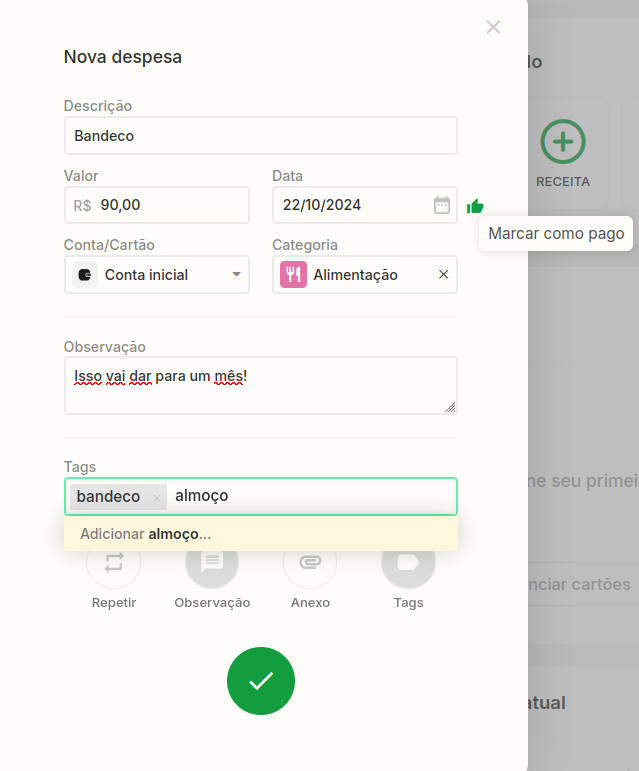 Nova despesa
do
Descrição
Bandeco
Valor
Data
R$ 90,00
22/10/2024
RECEITA
Marcar como pago
Conta/Cartão
Categoria
Conta inicial
Alimentação
Observação
Isso vai dar para um mês!
Tags
bandeco × almoço
ne seu primei
Adicionar almoço...
Repetir
Observação
Anexo
Tags
nciar cartões
atual